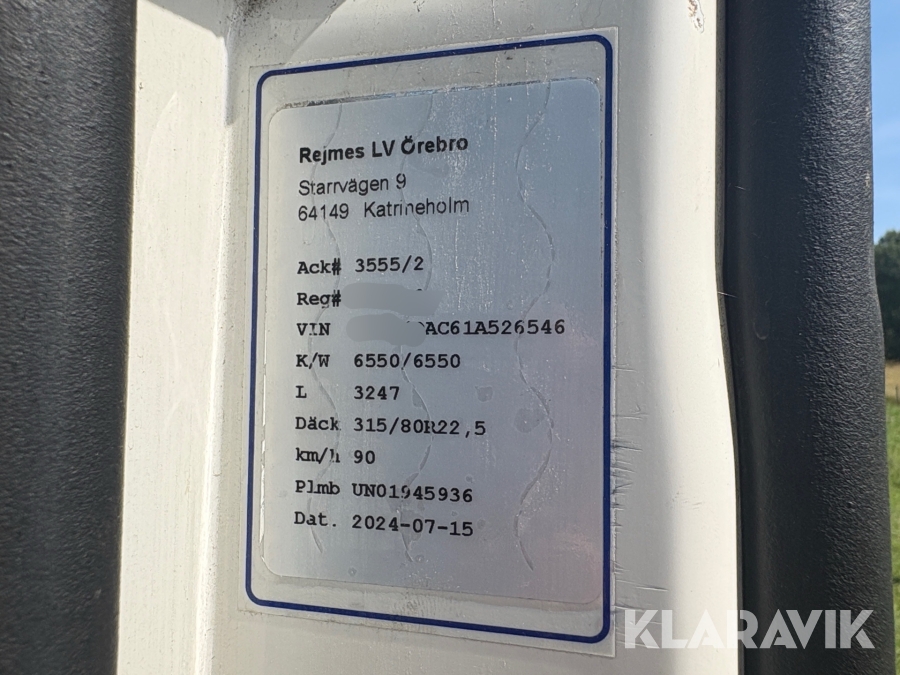 Rejmes LV Örebro
Starrvägen 9
64149 Katrineholm
Ack# 3555/2
Reg#
VIN AC61A526546
K/W 6550/6550
L 3247
Däck 315/80R22,5
km/h 90
Plmb UN01945936
Dat. 2024-07-15
KLARAVIK